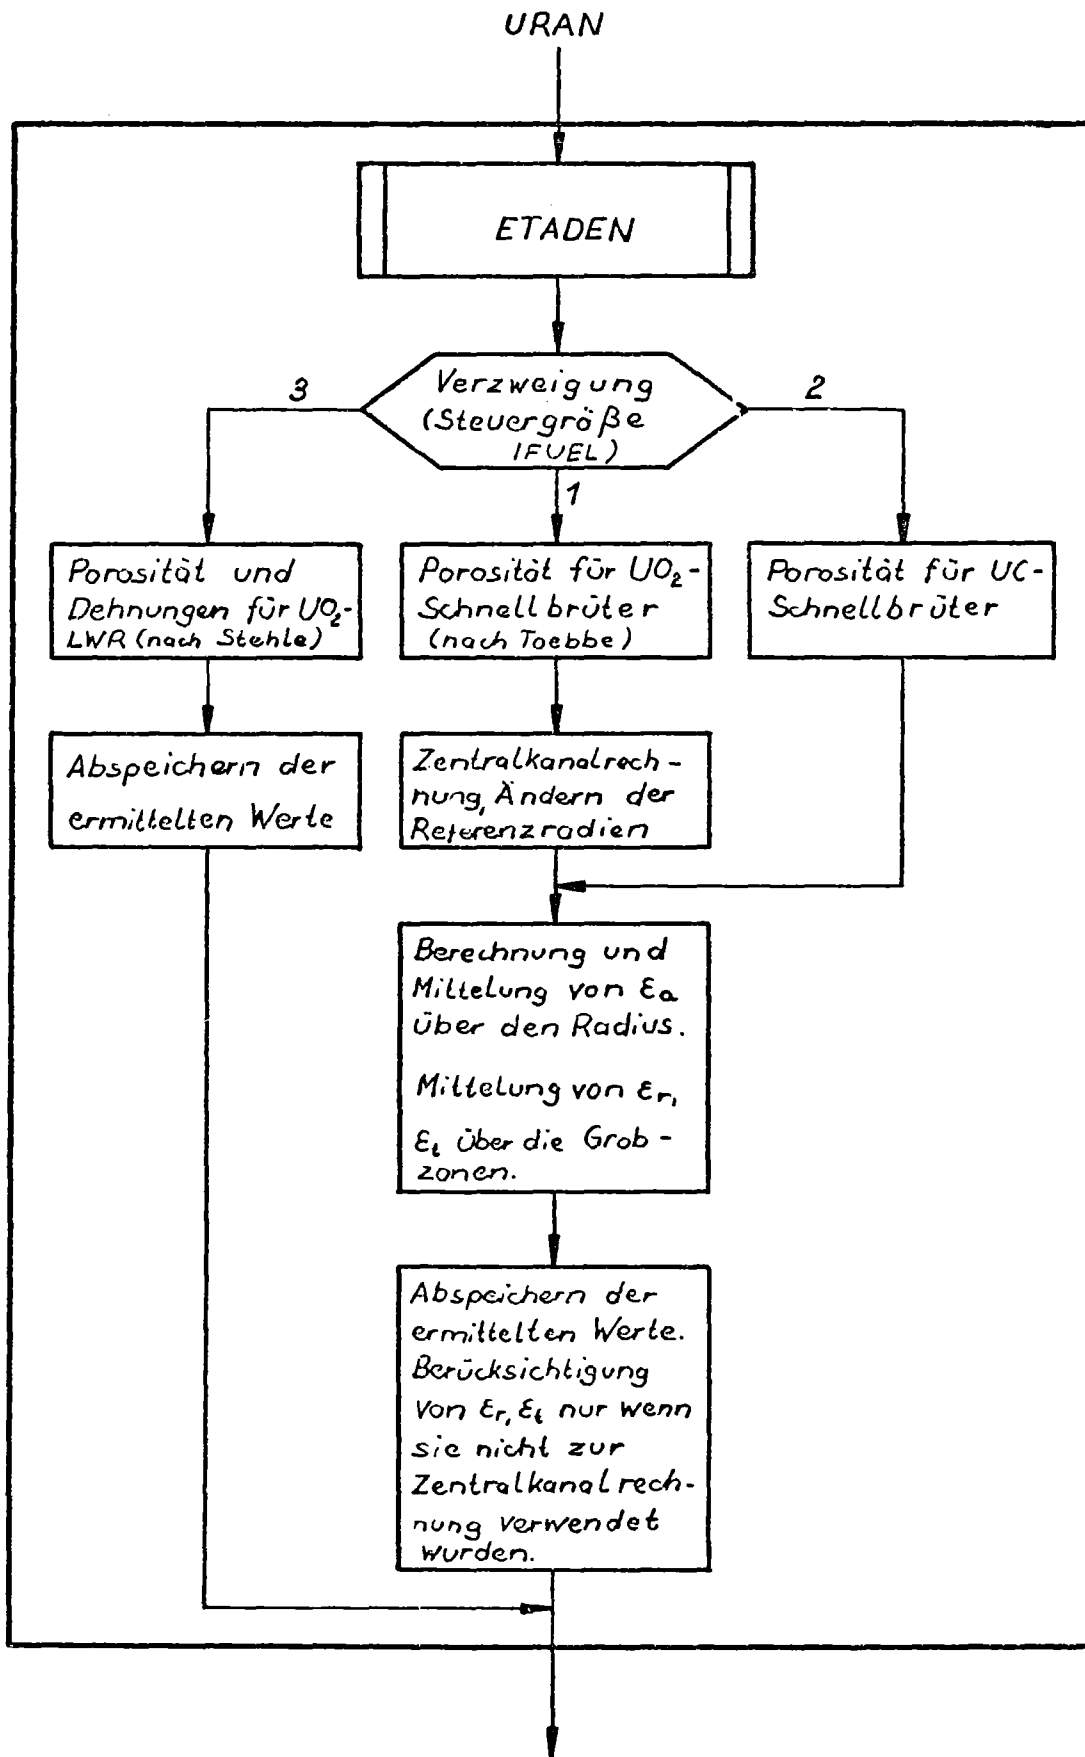 URAN
ETADEN
Verzweigung
(Steuergröße
IFUEL)
3
2
1
Porosität und
Dehnungen für UO₂-
LWR (nach Stehle)
Porosität für UO₂-
Schnellbrüter
(nach Toebbe)
Porosität für UC-
Schnellbrüter
Abspeichern der
ermittelten Werte
Zentralkanalrech-
nung, Ändern der
Referenzradien
Berechnung und
Mittelung von εa
über den Radius.
Mittelung von εr,
εt über die Grob-
zonen.
Abspeichern der
ermittelten Werte.
Berücksichtigung
von εr, εt nur wenn
sie nicht zur
Zentralkanalrech-
nung verwendet
wurden.